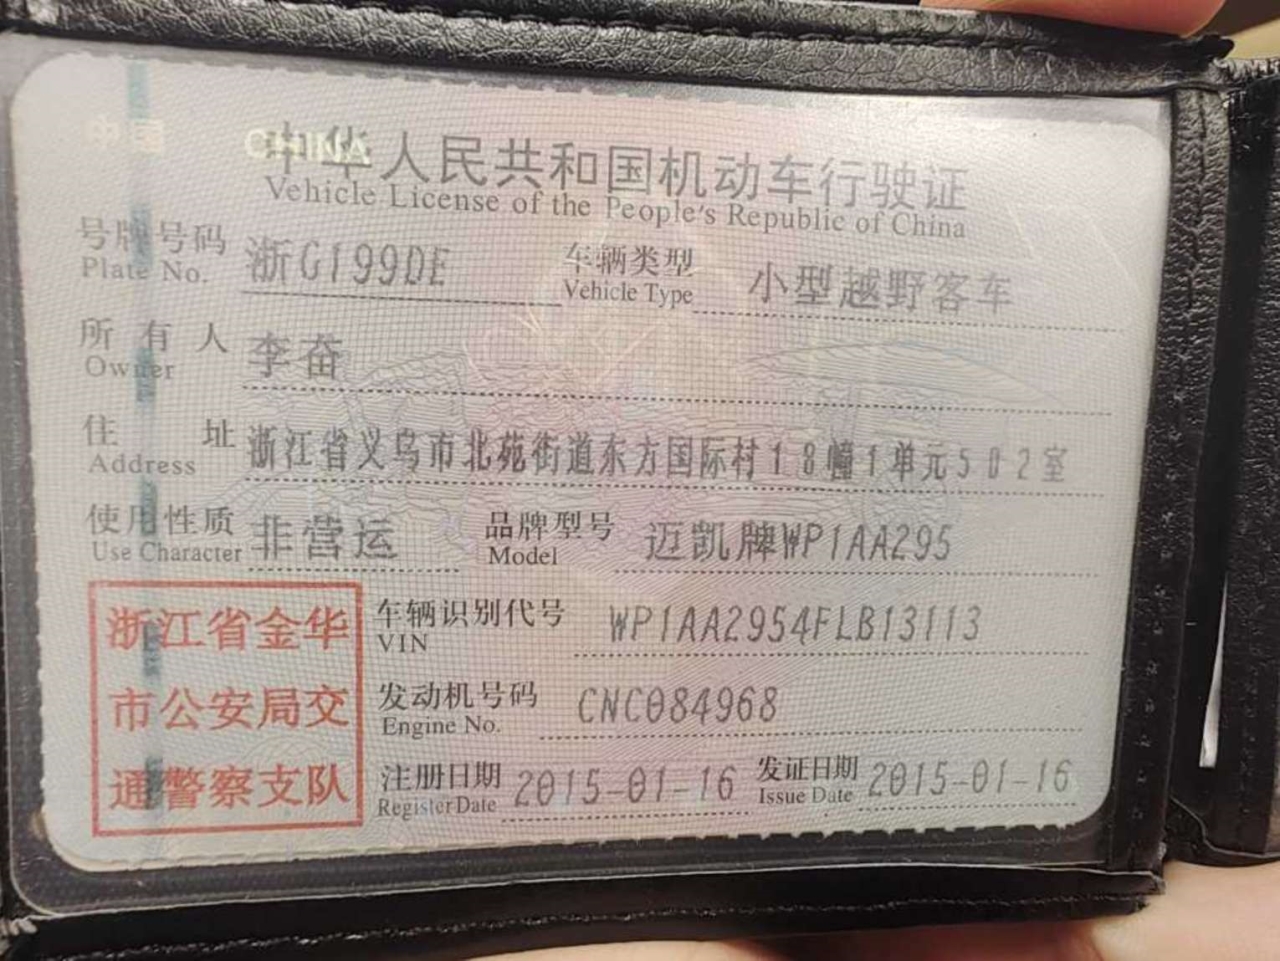 中国 CHINA
中华人民共和国机动车行驶证
Vehicle License of the People's Republic of China
号牌号码 浙G199DE 车辆类型 小型越野客车
Plate No. Vehicle Type
所有人 李奋
Owner
住址 浙江省义乌市北苑街道东方国际村18幢1单元502室
Address
使用性质 非营运 品牌型号 迈凯牌WP1AA295
Use Character Model
浙江省金华
市公安局交
通警察支队
车辆识别代号 WP1AA2954FLB13113
VIN
发动机号码 CNC084968
Engine No.
注册日期 2015-01-16 发证日期 2015-01-16
Register Date Issue Date